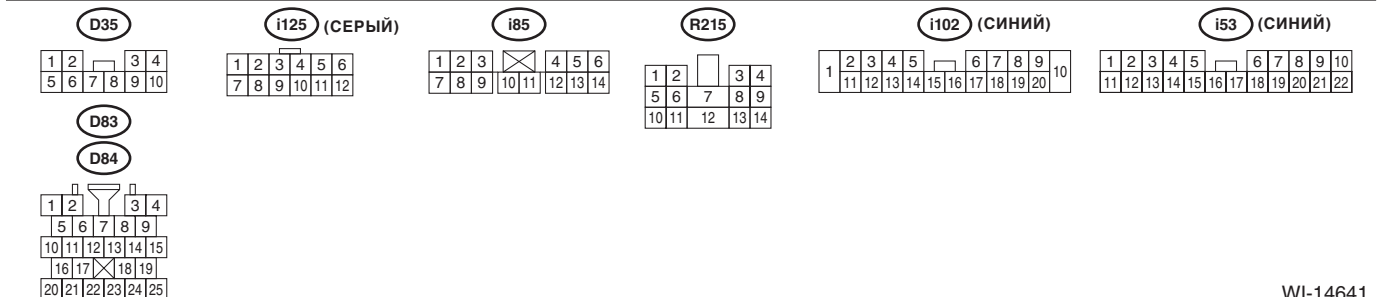 D35 i125 (СЕРЫЙ) i85 R215 i102 (СИНИЙ) i53 (СИНИЙ)
1 2 3 4
5 6 7 8 9 10
1 2 3 4 5 6
7 8 9 10 11 12
1 2 3 4 5 6
7 8 9 10 11 12 13 14
1 2 3 4
5 6 7 8 9
10 11 12 13 14
1 2 3 4 5 6 7 8 9 10
11 12 13 14 15 16 17 18 19 20
1 2 3 4 5 6 7 8 9 10
11 12 13 14 15 16 17 18 19 20 21 22
D83
D84
1 2 3 4
5 6 7 8 9
10 11 12 13 14 15
16 17 18 19
20 21 22 23 24 25
WI-14641